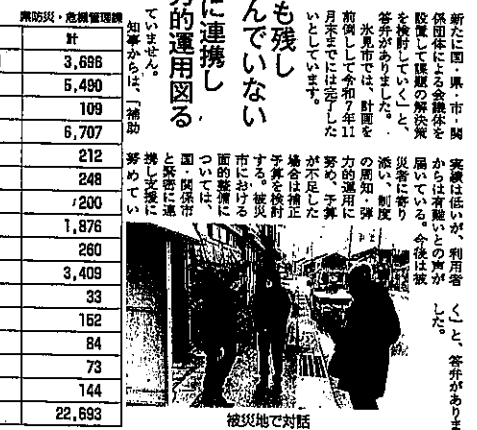 新たに国・県・市・関
係団体による会議体を
設置して課題の解決策
を検討していく」と、
答弁がありました。
氷見市では、計画を
前倒しして令和7年11
月末までには完了した
いとしています。
も残し
んでいない
に連携し
力的運用図る
ていません。
知事からは、「補助
実績は低いが、利用者
からは有難いとの声が
届いている。今後は被
災者に寄り
添い、制度
の周知・弾
力的運用に
努め、予算
が不足した
場合は補正
予算を検討
する。被災
市における
面的整備に
ついては、
国・関係市
と緊密に連
携し支援に
努めてい
く」と、答弁がありま
した。
被災地で対話
県防災・危機管理課
計
3,696
6,490
109
6,707
212
248
200
1,876
260
3,409
33
152
84
73
144
22,693